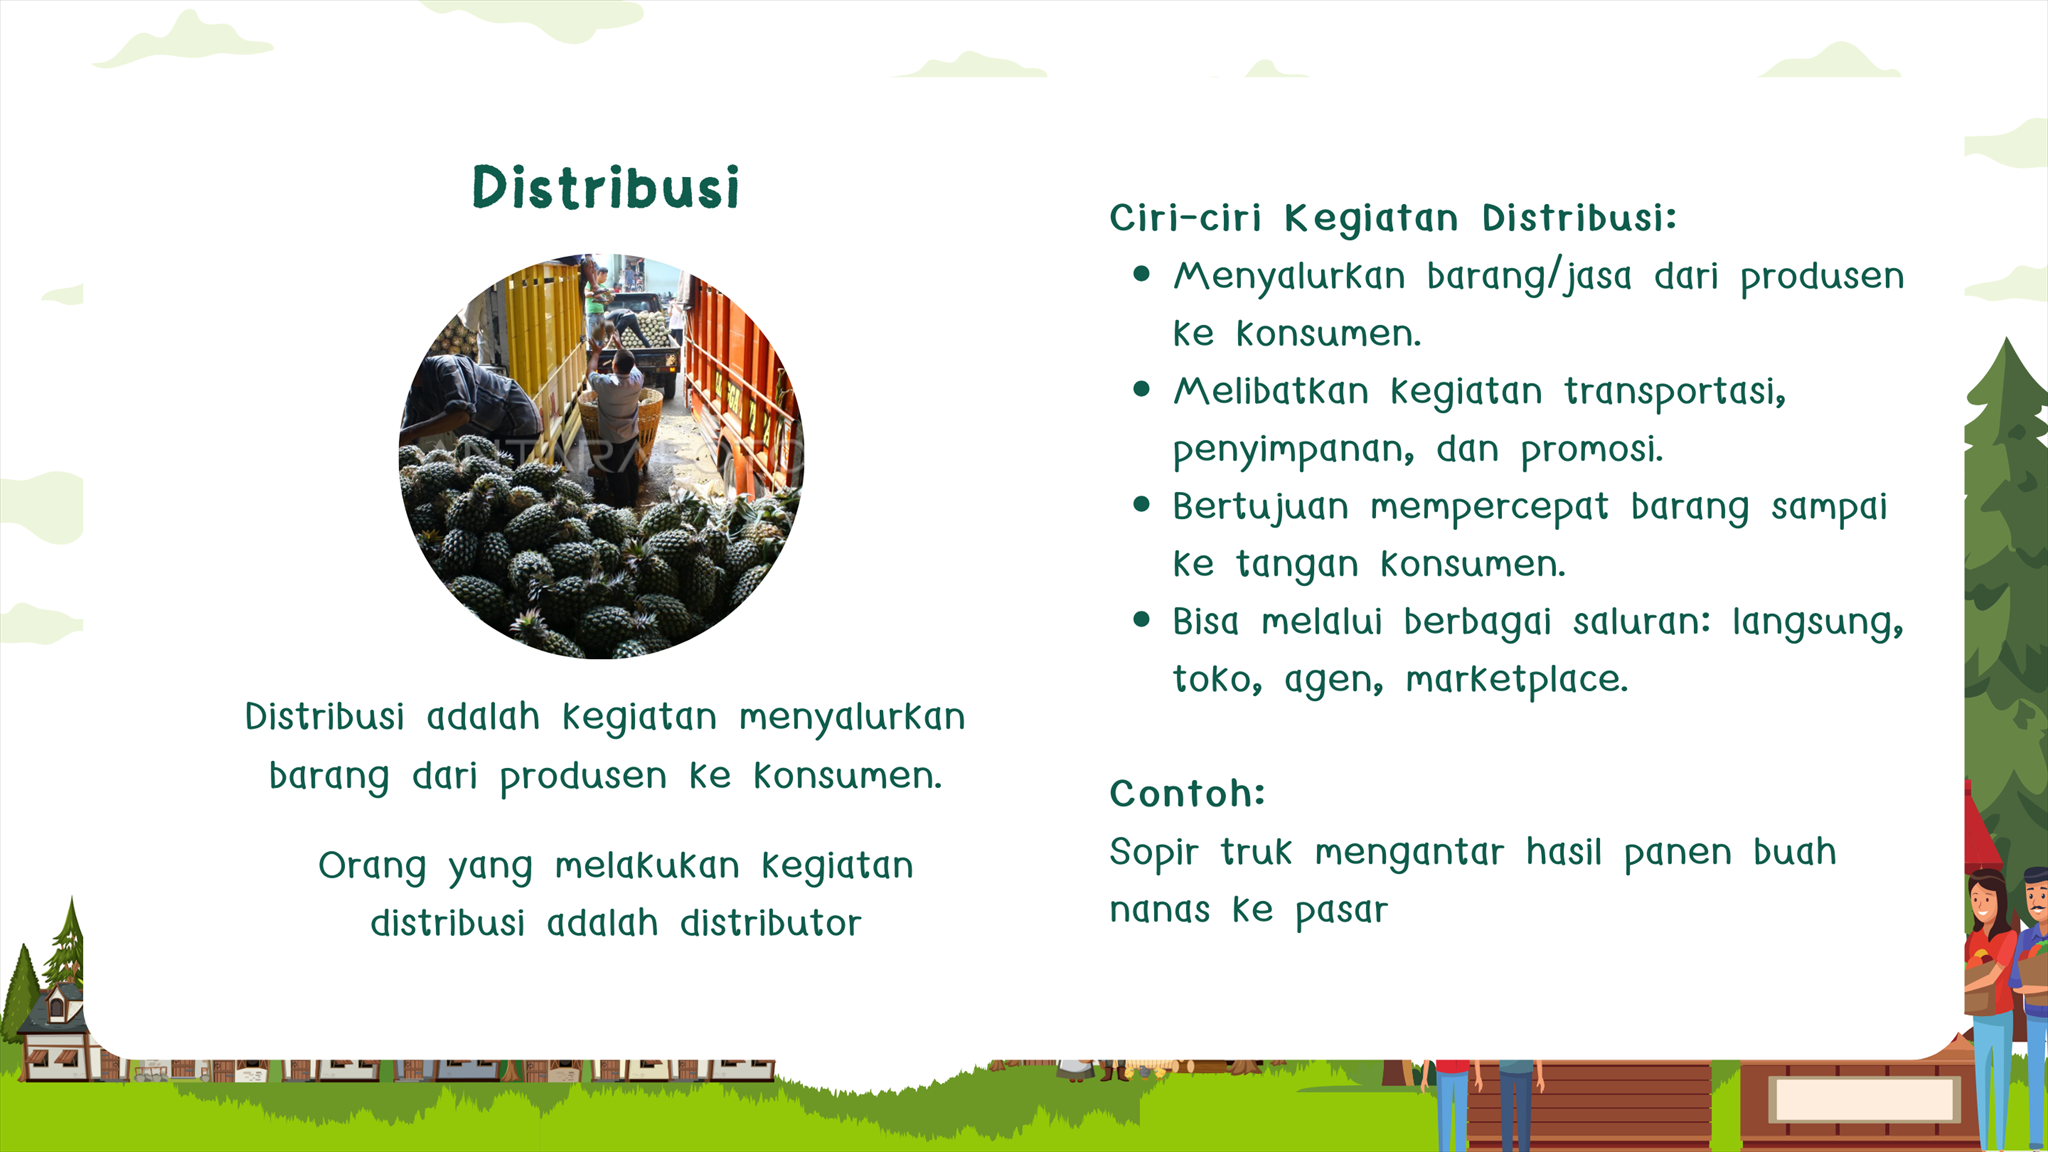 Distribusi
ANTARAFOTO
Distribusi adalah kegiatan menyalurkan
barang dari produsen ke konsumen.
Orang yang melakukan kegiatan
distribusi adalah distributor
Ciri-ciri Kegiatan Distribusi:
• Menyalurkan barang/jasa dari produsen
ke konsumen.
• Melibatkan kegiatan transportasi,
penyimpanan, dan promosi.
• Bertujuan mempercepat barang sampai
ke tangan konsumen.
• Bisa melalui berbagai saluran: langsung,
toko, agen, marketplace.
Contoh:
Sopir truk mengantar hasil panen buah
nanas ke pasar